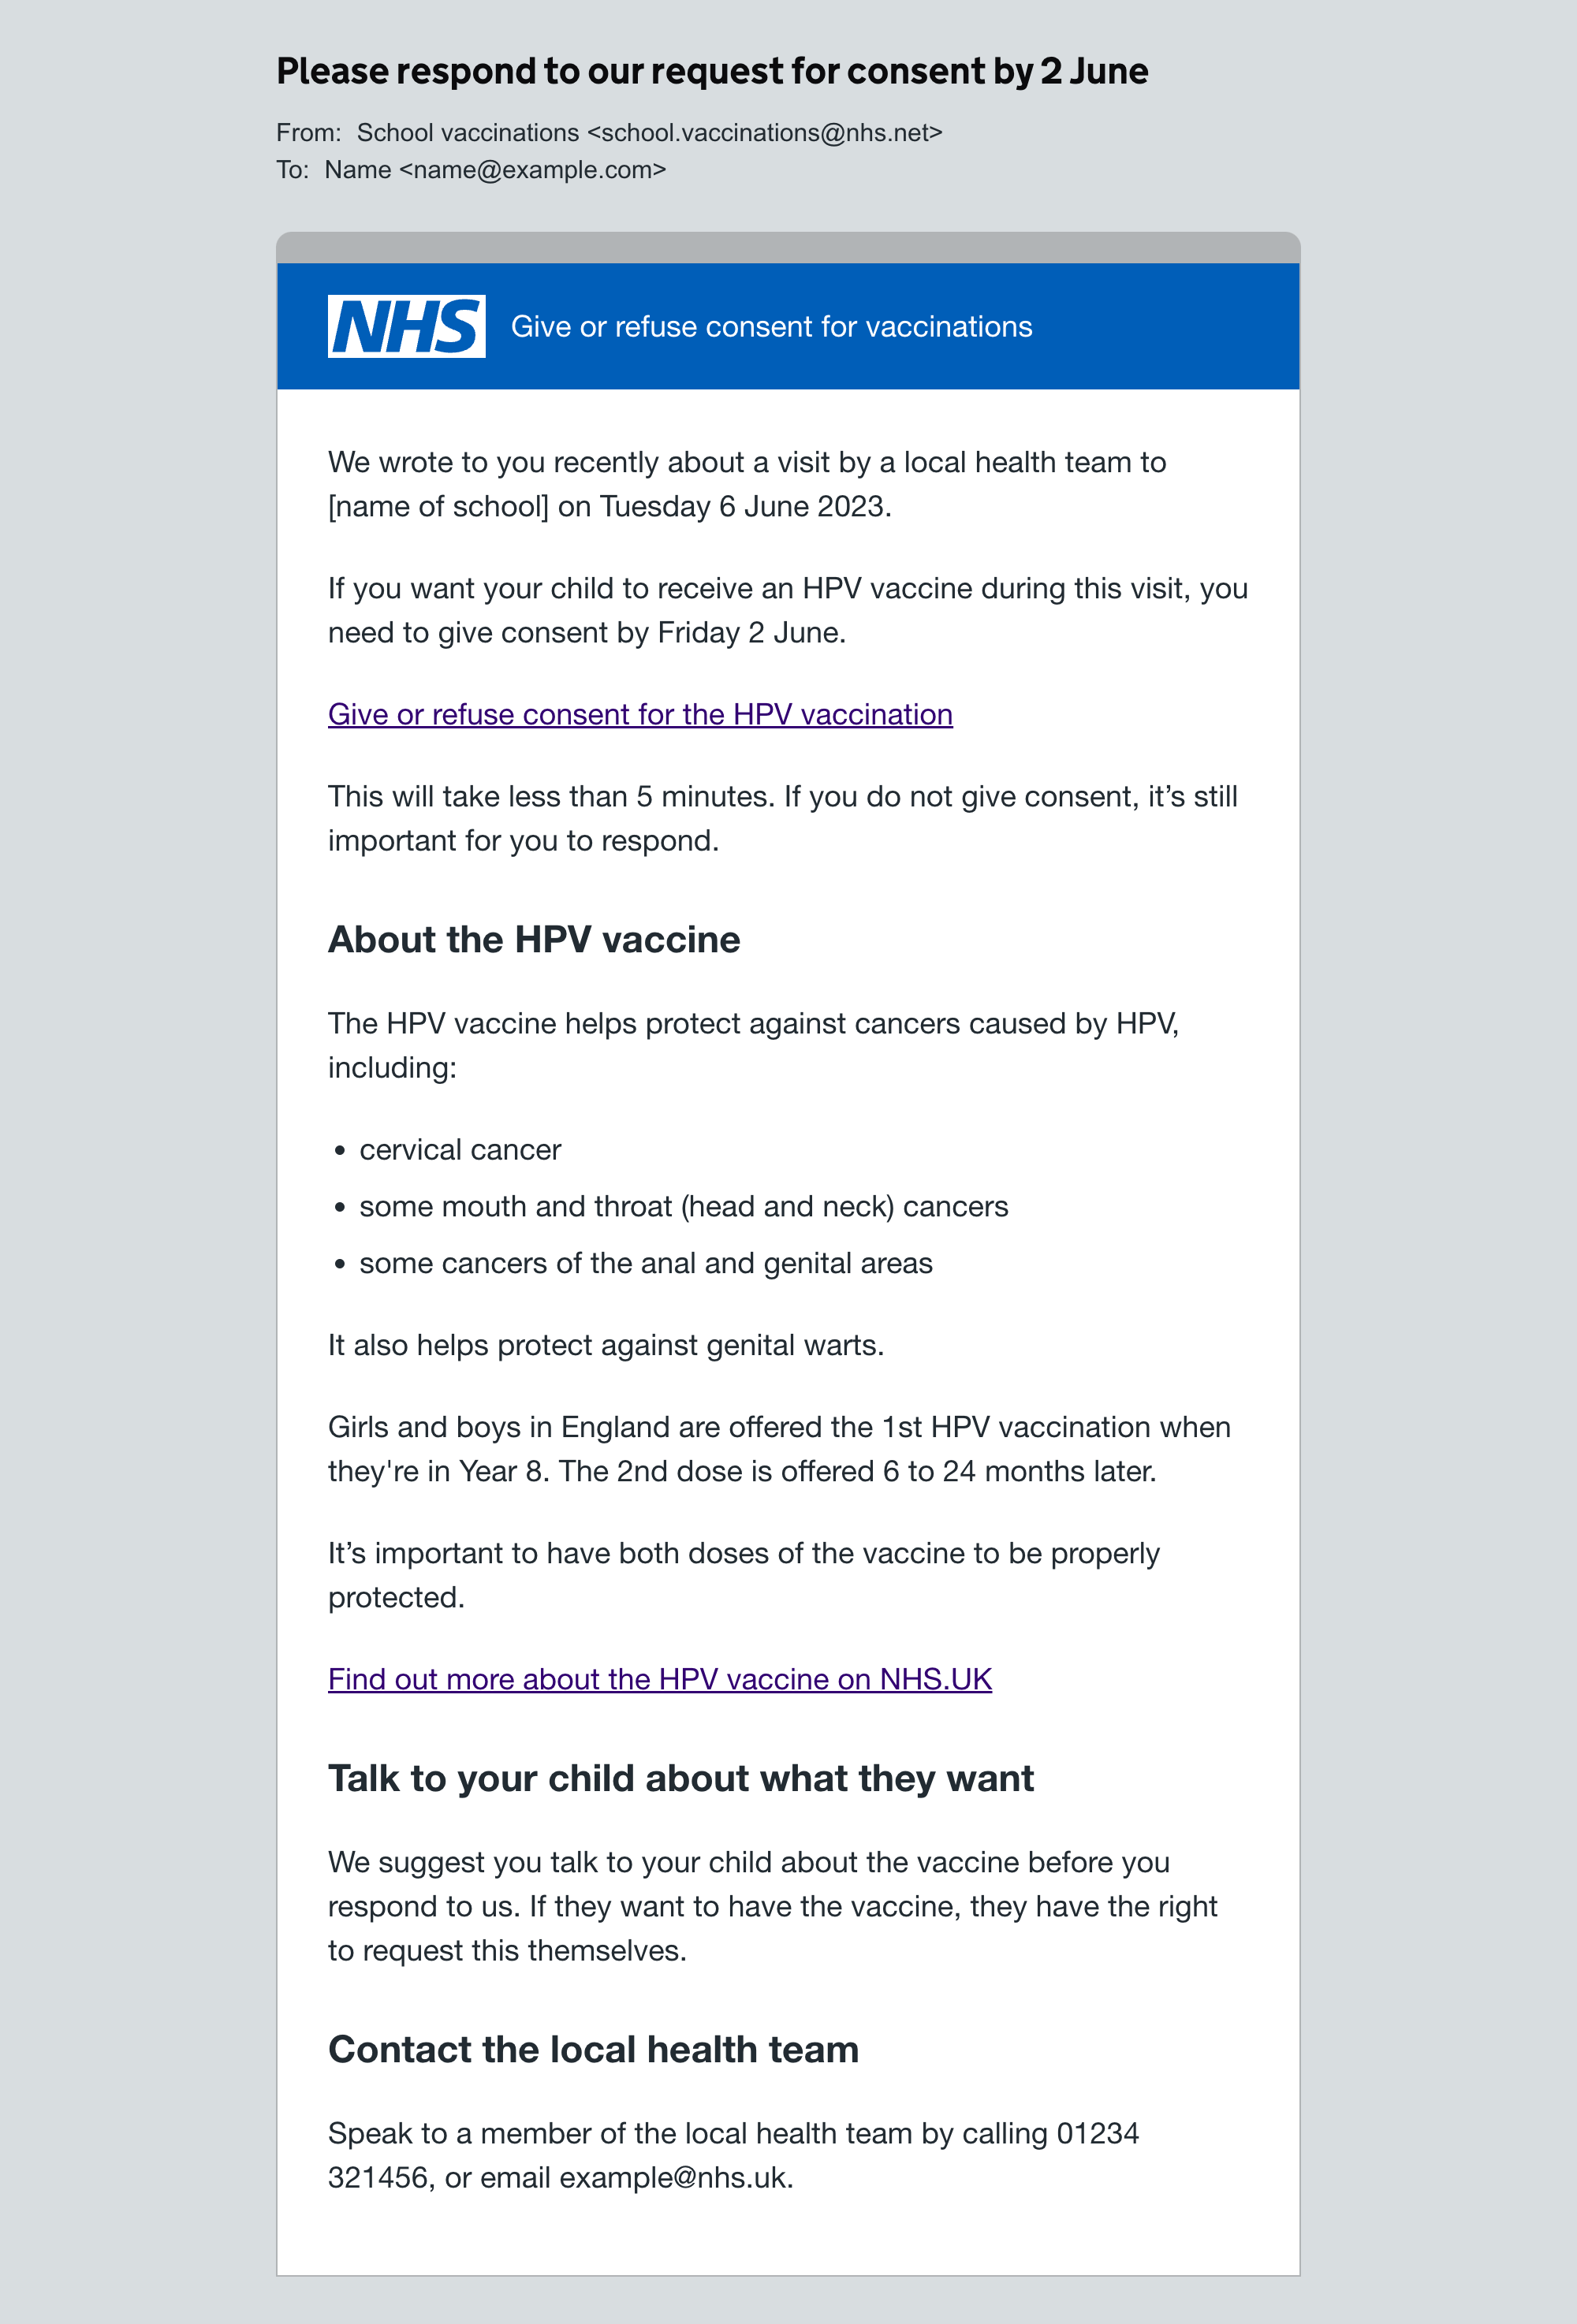 Please respond to our request for consent by 2 June
From: School vaccinations <school.vaccinations@nhs.net>
To: Name <name@example.com>
NHS Give or refuse consent for vaccinations
We wrote to you recently about a visit by a local health team to
[name of school] on Tuesday 6 June 2023.
If you want your child to receive an HPV vaccine during this visit, you
need to give consent by Friday 2 June.
Give or refuse consent for the HPV vaccination
This will take less than 5 minutes. If you do not give consent, it’s still
important for you to respond.
About the HPV vaccine
The HPV vaccine helps protect against cancers caused by HPV,
including:
• cervical cancer
• some mouth and throat (head and neck) cancers
• some cancers of the anal and genital areas
It also helps protect against genital warts.
Girls and boys in England are offered the 1st HPV vaccination when
they're in Year 8. The 2nd dose is offered 6 to 24 months later.
It’s important to have both doses of the vaccine to be properly
protected.
Find out more about the HPV vaccine on NHS.UK
Talk to your child about what they want
We suggest you talk to your child about the vaccine before you
respond to us. If they want to have the vaccine, they have the right
to request this themselves.
Contact the local health team
Speak to a member of the local health team by calling 01234
321456, or email example@nhs.uk.